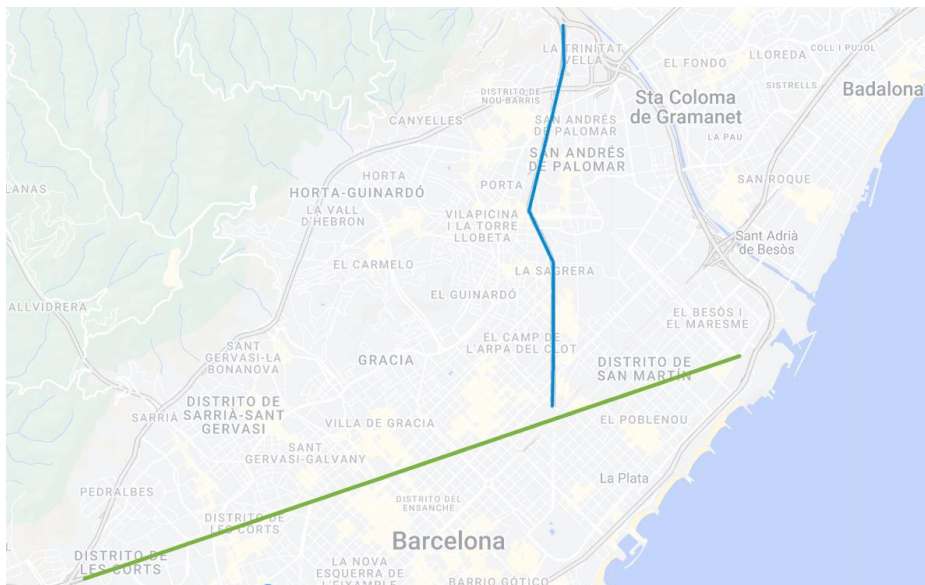 COLL I PUJOL
LA TRINITAT
VELLA
EL FONDO
LLOREDA
SISTRELLS
Badalona
DISTRITO DE
NOU BARRIS
Sta Coloma
de Gramanet
CANYELLES
SAN ANDRÉS
DE PALOMAR
LA PAU
SAN ANDRÉS
DE PALOMAR
HORTA
LANAS
HORTA-GUINARDÓ
PORTA
SAN ROQUE
LA VALL
D'HEBRON
VILAPICINA
I LA TORRE
LLOBETA
Sant Adrià
de Besòs
EL CARMELO
LA SAGRERA
EL GUINARDÓ
ALLVIDRERA
EL BESÒS I
EL MARESME
EL CAMP DE
L'ARPA DEL CLOT
SANT
GERVASI-LA
BONANOVA
GRACIA
DISTRITO DE
SAN MARTÍN
DISTRITO DE
SARRIÀ-SANT
GERVASI
SARRIÀ
VILLA DE GRACIA
EL POBLENOU
SANT
GERVASI-GALVANY
La Plata
PEDRALBES
DISTRITO DEL
ENSANCHE
DISTRITO DE
LES CORTS
Barcelona
DISTRITO DE
LES CORTS
LA NOVA
ESQUERRA DE
L'EIXAMPLE
BARRIO GÓTICO